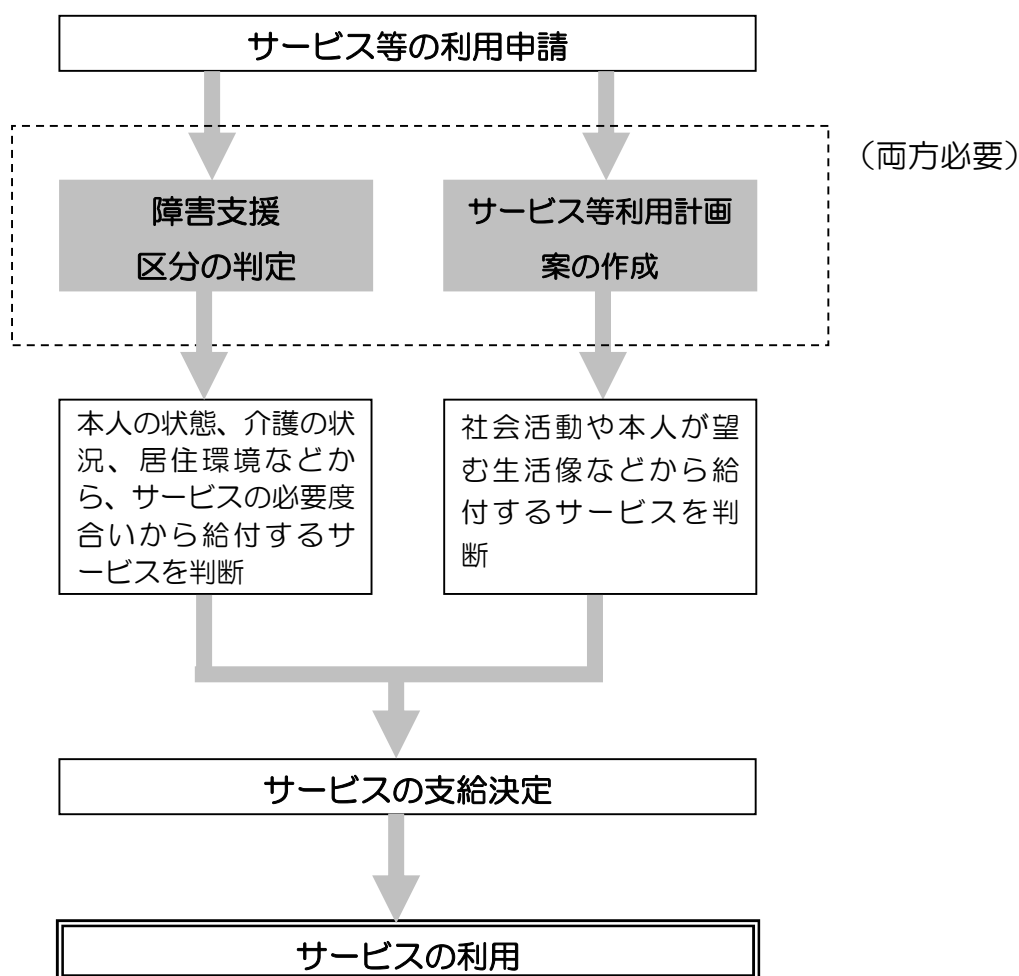 サービス等の利用申請
(両方必要)
障害支援
区分の判定
サービス等利用計画
案の作成
本人の状態、介護の状
況、居住環境などか
ら、サービスの必要度
合いから給付するサ
ービスを判断
社会活動や本人が望
む生活像などから給
付するサービスを判
断
サービスの支給決定
サービスの利用